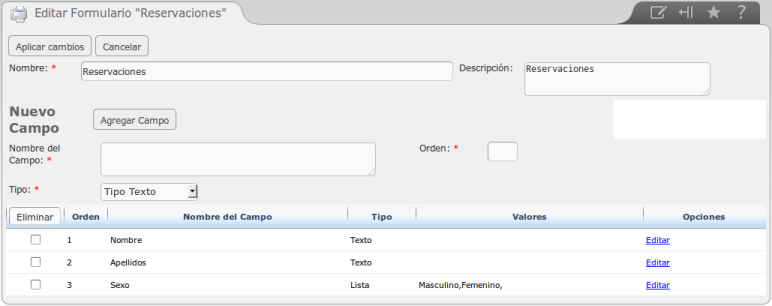 Editar Formulario "Reservaciones"
?
Aplicar cambios Cancelar
Nombre: * Reservaciones Descripción: Reservaciones
Nuevo Campo Agregar Campo
Nombre del Campo: * Orden: *
Tipo: * Tipo Texto
Eliminar Orden Nombre del Campo Tipo Valores Opciones
1 Nombre Texto Editar
2 Apellidos Texto Editar
3 Sexo Lista Masculino,Femenino, Editar